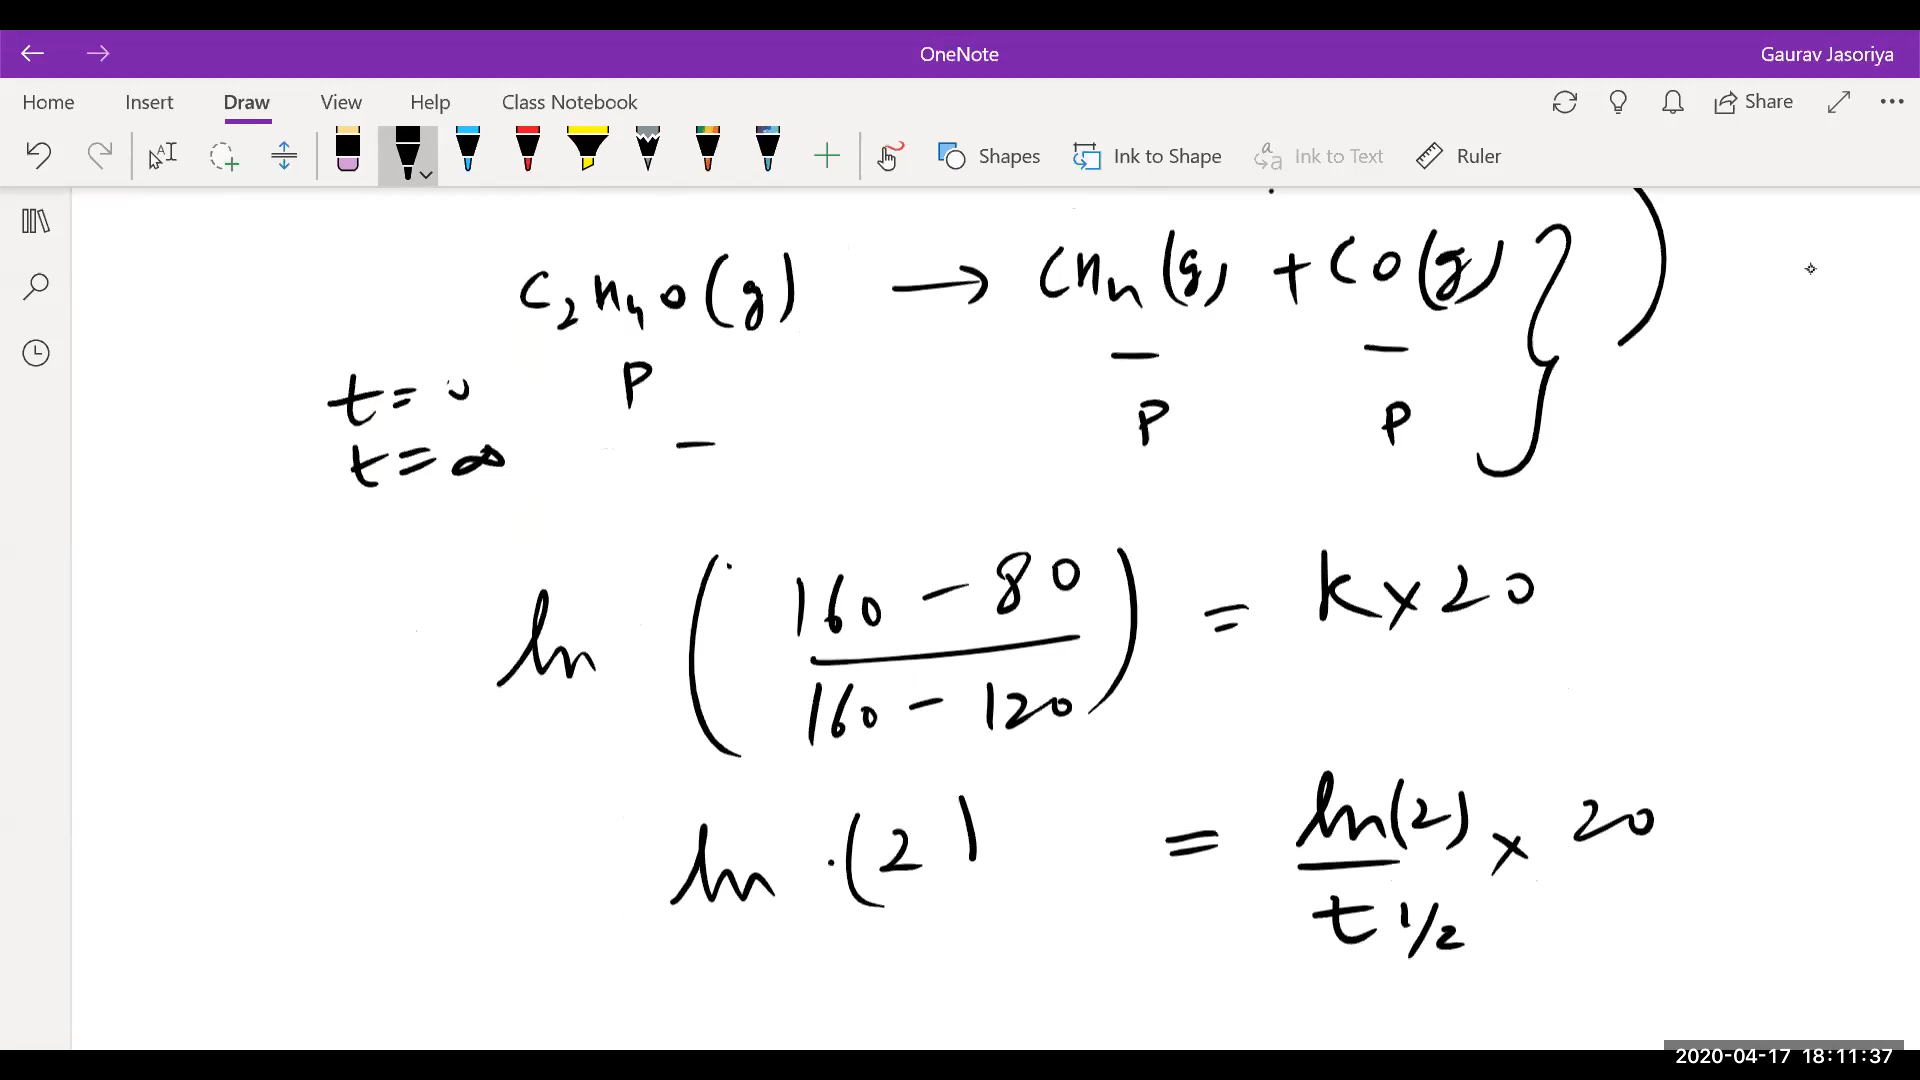 OneNote
Gaurav Jasoriya
Home Insert Draw View Help Class Notebook Share
Shapes Ink to Shape Ink to Text Ruler
C₂H₄O(g) → CH₄(g) + CO(g)
t = 0 P — —
t = ∞ — P P
ln (160 - 80 / 160 - 120) = K × 20
ln (2) = ln(2) / t 1/2 × 20
2020-04-17 18:11:37